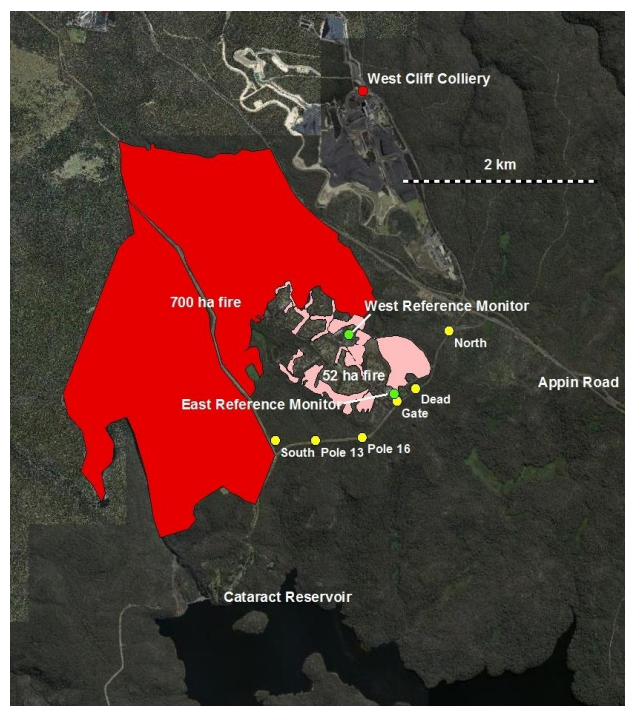 West Cliff Colliery
2 km
700 ha fire
West Reference Monitor
North
52 ha fire
Appin Road
East Reference Monitor
Dead
Gate
South
Pole 13
Pole 16
Cataract Reservoir